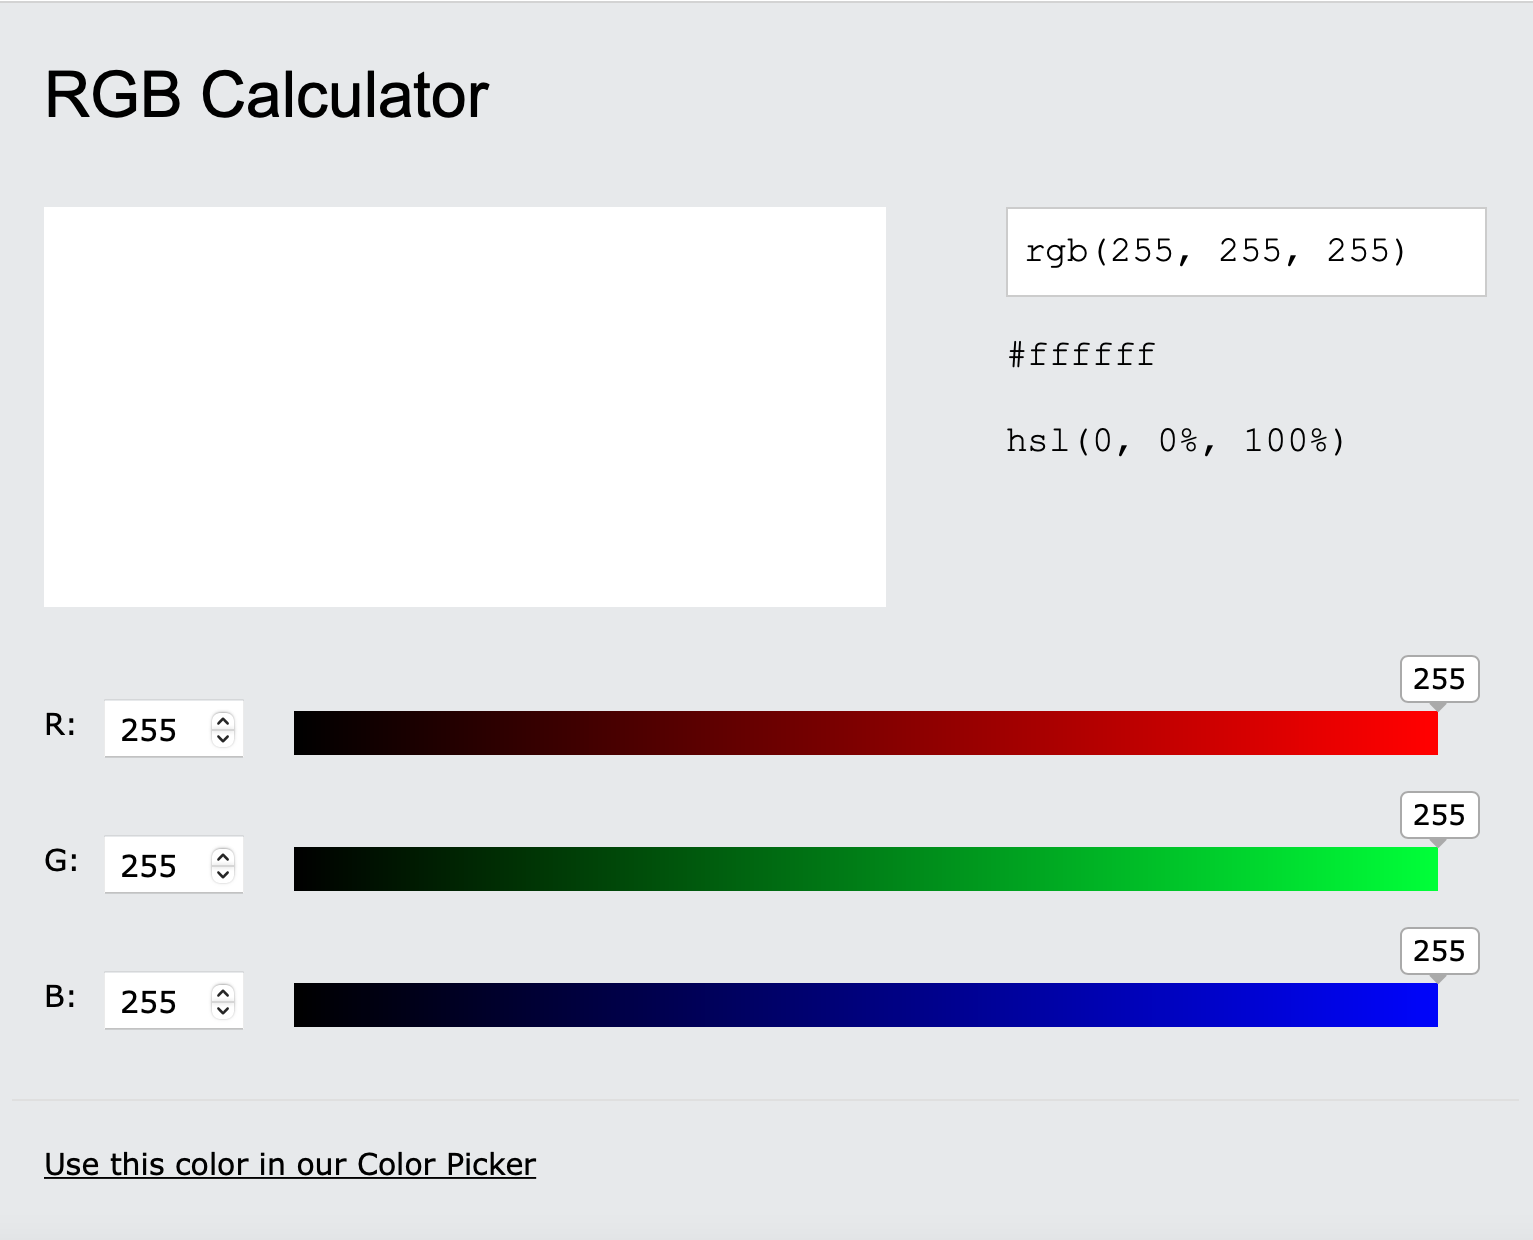 RGB Calculator
rgb(255, 255, 255)
#ffffff
hsl(0, 0%, 100%)
255
R: 255
255
G: 255
255
B: 255
Use this color in our Color Picker